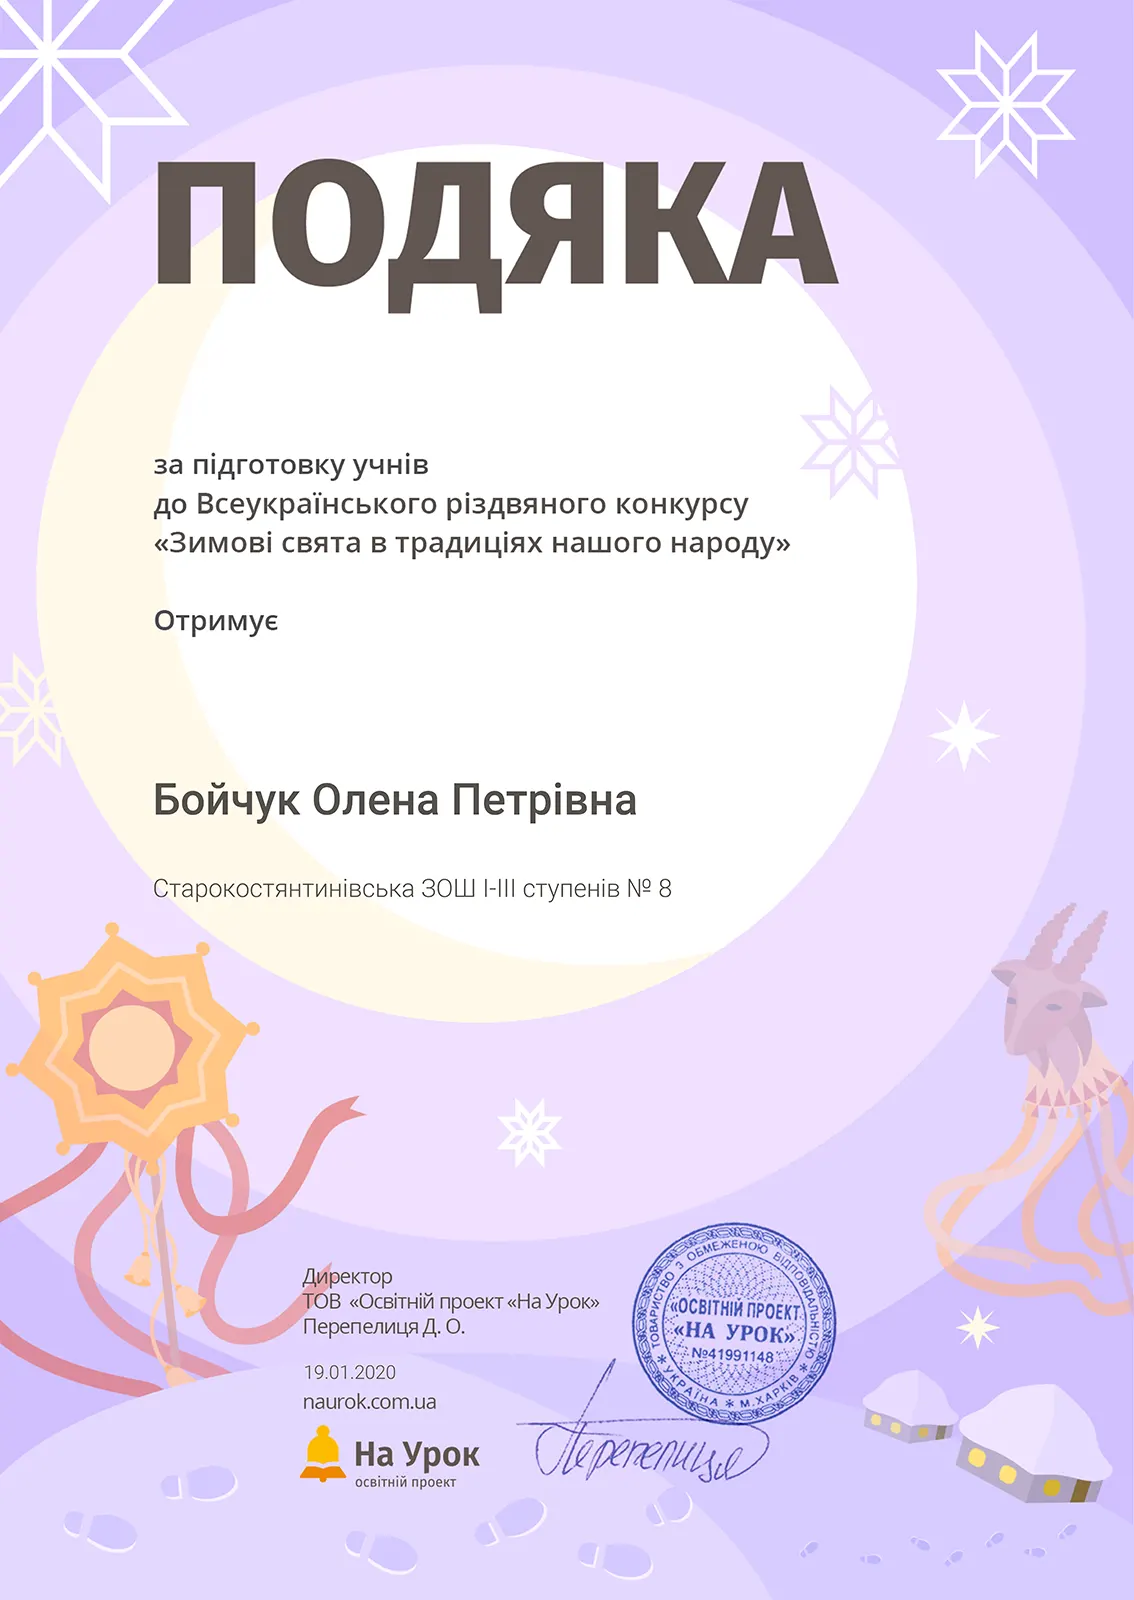 ПОДЯКА
за підготовку учнів
до Всеукраїнського різдвяного конкурсу
«Зимові свята в традиціях нашого народу»
Отримує
Бойчук Олена Петрівна
Старокостянтинівська ЗОШ І-ІІІ ступенів № 8
Директор
ТОВ «Освітній проект «На Урок»
Перепелиця Д. О.
19.01.2020
naurok.com.ua
На Урок
освітній проект
ТОВАРИСТВО З ОБМЕЖЕНОЮ ВІДПОВІДАЛЬНІСТЮ
«ОСВІТНІЙ ПРОЕКТ
«НА УРОК»
№41991148
* УКРАЇНА * М.ХАРКІВ *
Перепелиця